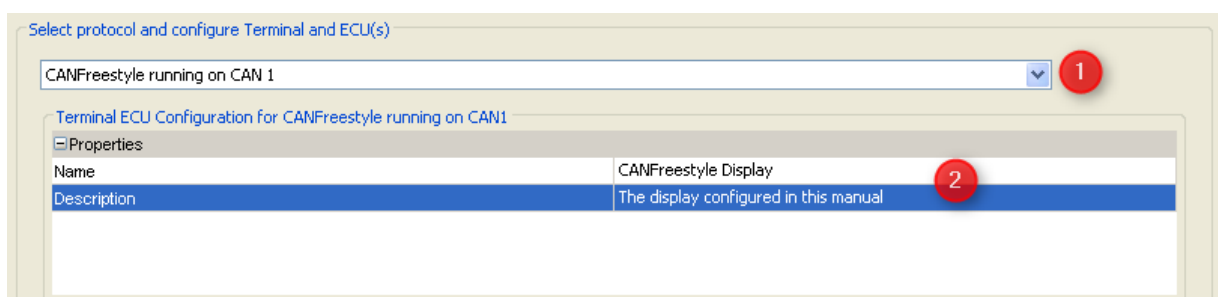 Select protocol and configure Terminal and ECU(s)
CANFreestyle running on CAN 1
1
Terminal ECU Configuration for CANFreestyle running on CAN1
Properties
Name CANFreestyle Display
2
Description The display configured in this manual